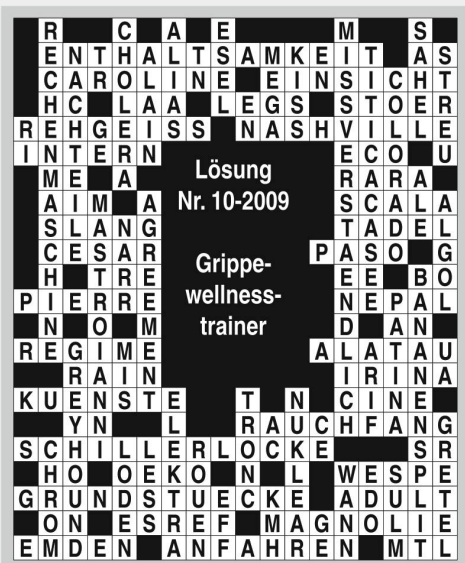 R C A E M S
ENTHALTSAMKEIT AS
CAROLINE EINSICHT
HC LAA LEGS STOER
REHGEISS NASHVILLE
INTERN ECO U
ME A RARA
AIM A SCALA
SLANG TADEL
CESAR PASO G
H TRE EE BO
PIERRE NEPAL
N O M D AN
REGIME ALATAU
RAIN IRINA
KUENSTE T N CINE
YN L RAUCHFANG
SCHILLERLOCKE SR
HO OEKO N L WESPE
GRUNDSTUECKE ADULT
ON ESREF MAGNOLIE
EMDEN ANFAHREN MTL
Lösung
Nr. 10-2009
Grippe-
wellness-
trainer